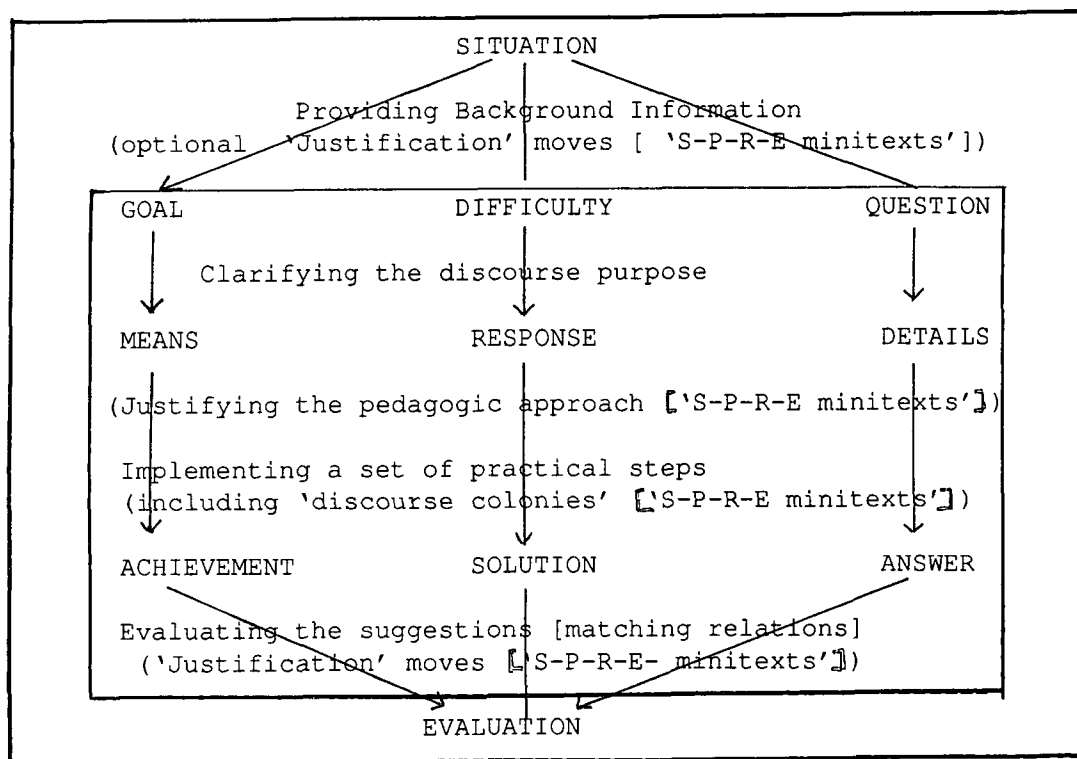 SITUATION
Providing Background Information
(optional 'Justification' moves [ 'S-P-R-E minitexts'])
GOAL DIFFICULTY QUESTION
Clarifying the discourse purpose
MEANS RESPONSE DETAILS
(Justifying the pedagogic approach ['S-P-R-E minitexts'])
Implementing a set of practical steps
(including 'discourse colonies' ['S-P-R-E minitexts'])
ACHIEVEMENT SOLUTION ANSWER
Evaluating the suggestions [matching relations]
('Justification' moves ['S-P-R-E- minitexts'])
EVALUATION